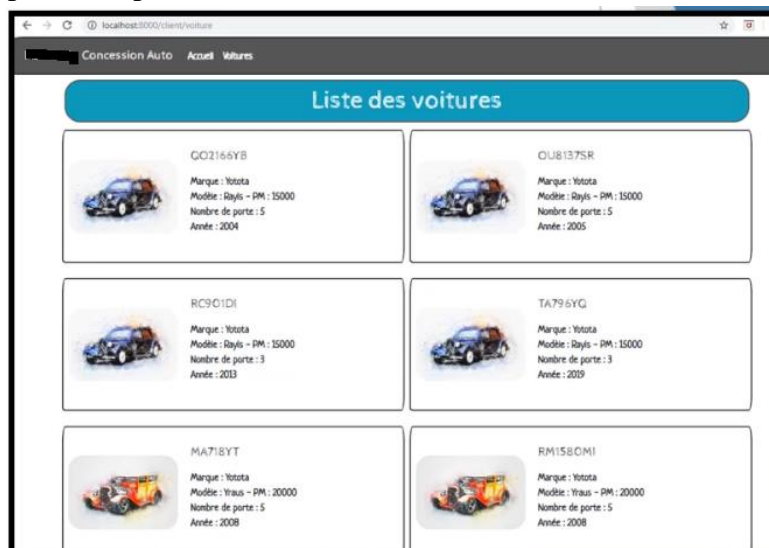 localhost:8000/client/voiture
Concession Auto Accueil Voitures
Liste des voitures
GO2166YB
Marque : Yotota
Modèle : Rayis - PM : 15000
Nombre de porte : 5
Année : 2004
OU8137SR
Marque : Yotota
Modèle : Rayis - PM : 15000
Nombre de porte : 5
Année : 2005
RC901DI
Marque : Yotota
Modèle : Rayis - PM : 15000
Nombre de porte : 3
Année : 2013
TA796YQ
Marque : Yotota
Modèle : Rayis - PM : 15000
Nombre de porte : 3
Année : 2019
MA718YT
Marque : Yotota
Modèle : Yraus - PM : 20000
Nombre de porte : 5
Année : 2008
RM158OMI
Marque : Yotota
Modèle : Yraus - PM : 20000
Nombre de porte : 5
Année : 2008